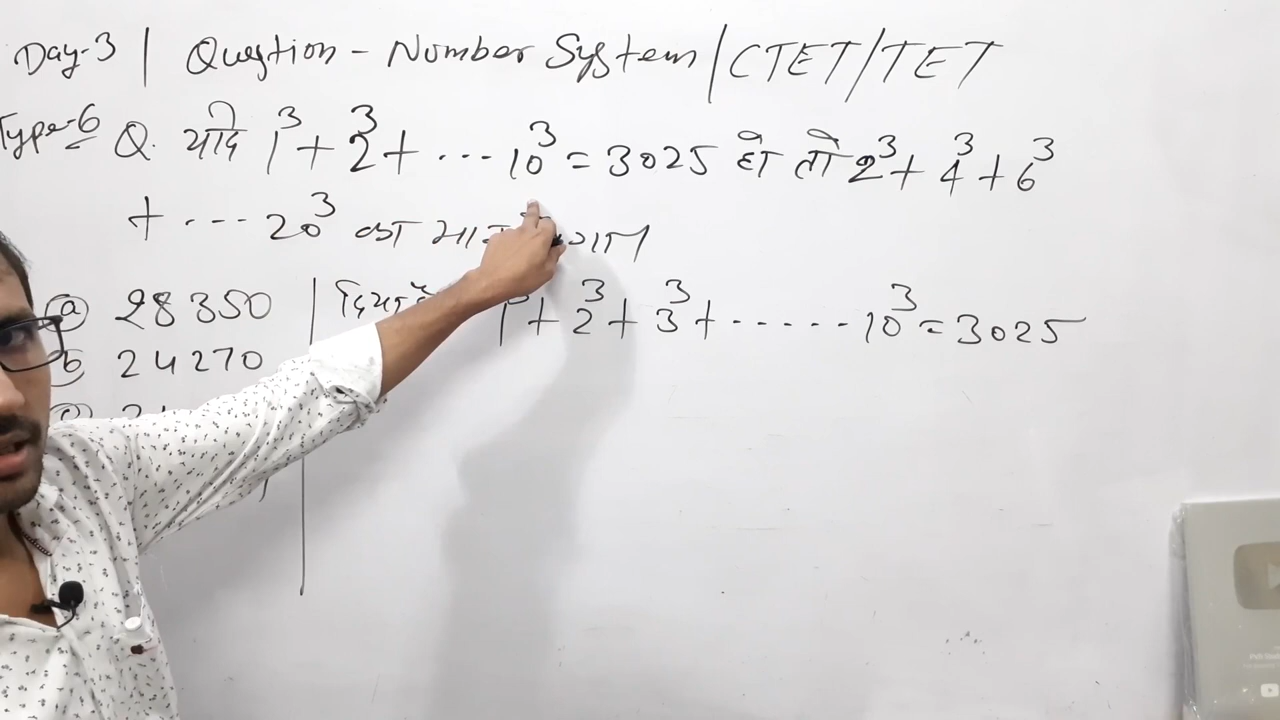 Day-3 | Question - Number System / CTET / TET
Type-6 Q. यदि 1³ + 2³ + ... 10³ = 3025 है तो 2³ + 4³ + 6³
+ ... 20³ का
(a) 28350
(b) 24270
1³ + 2³ + 3³ + ...... 10³ = 3025